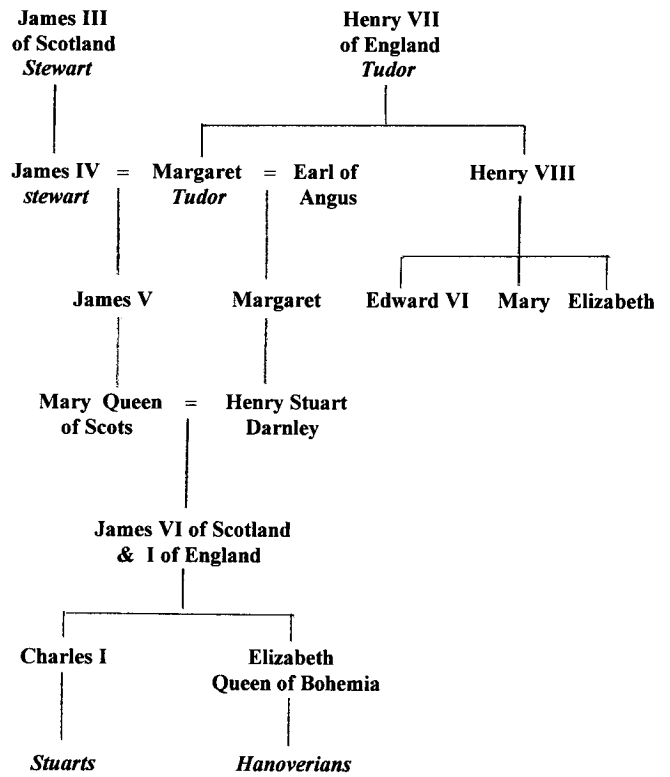 James III
of Scotland
Stewart
Henry VII
of England
Tudor
James IV = Margaret = Earl of
stewart Tudor Angus
Henry VIII
James V
Margaret
Edward VI Mary Elizabeth
Mary Queen = Henry Stuart
of Scots Darnley
James VI of Scotland
& I of England
Charles I
Elizabeth
Queen of Bohemia
Stuarts
Hanoverians